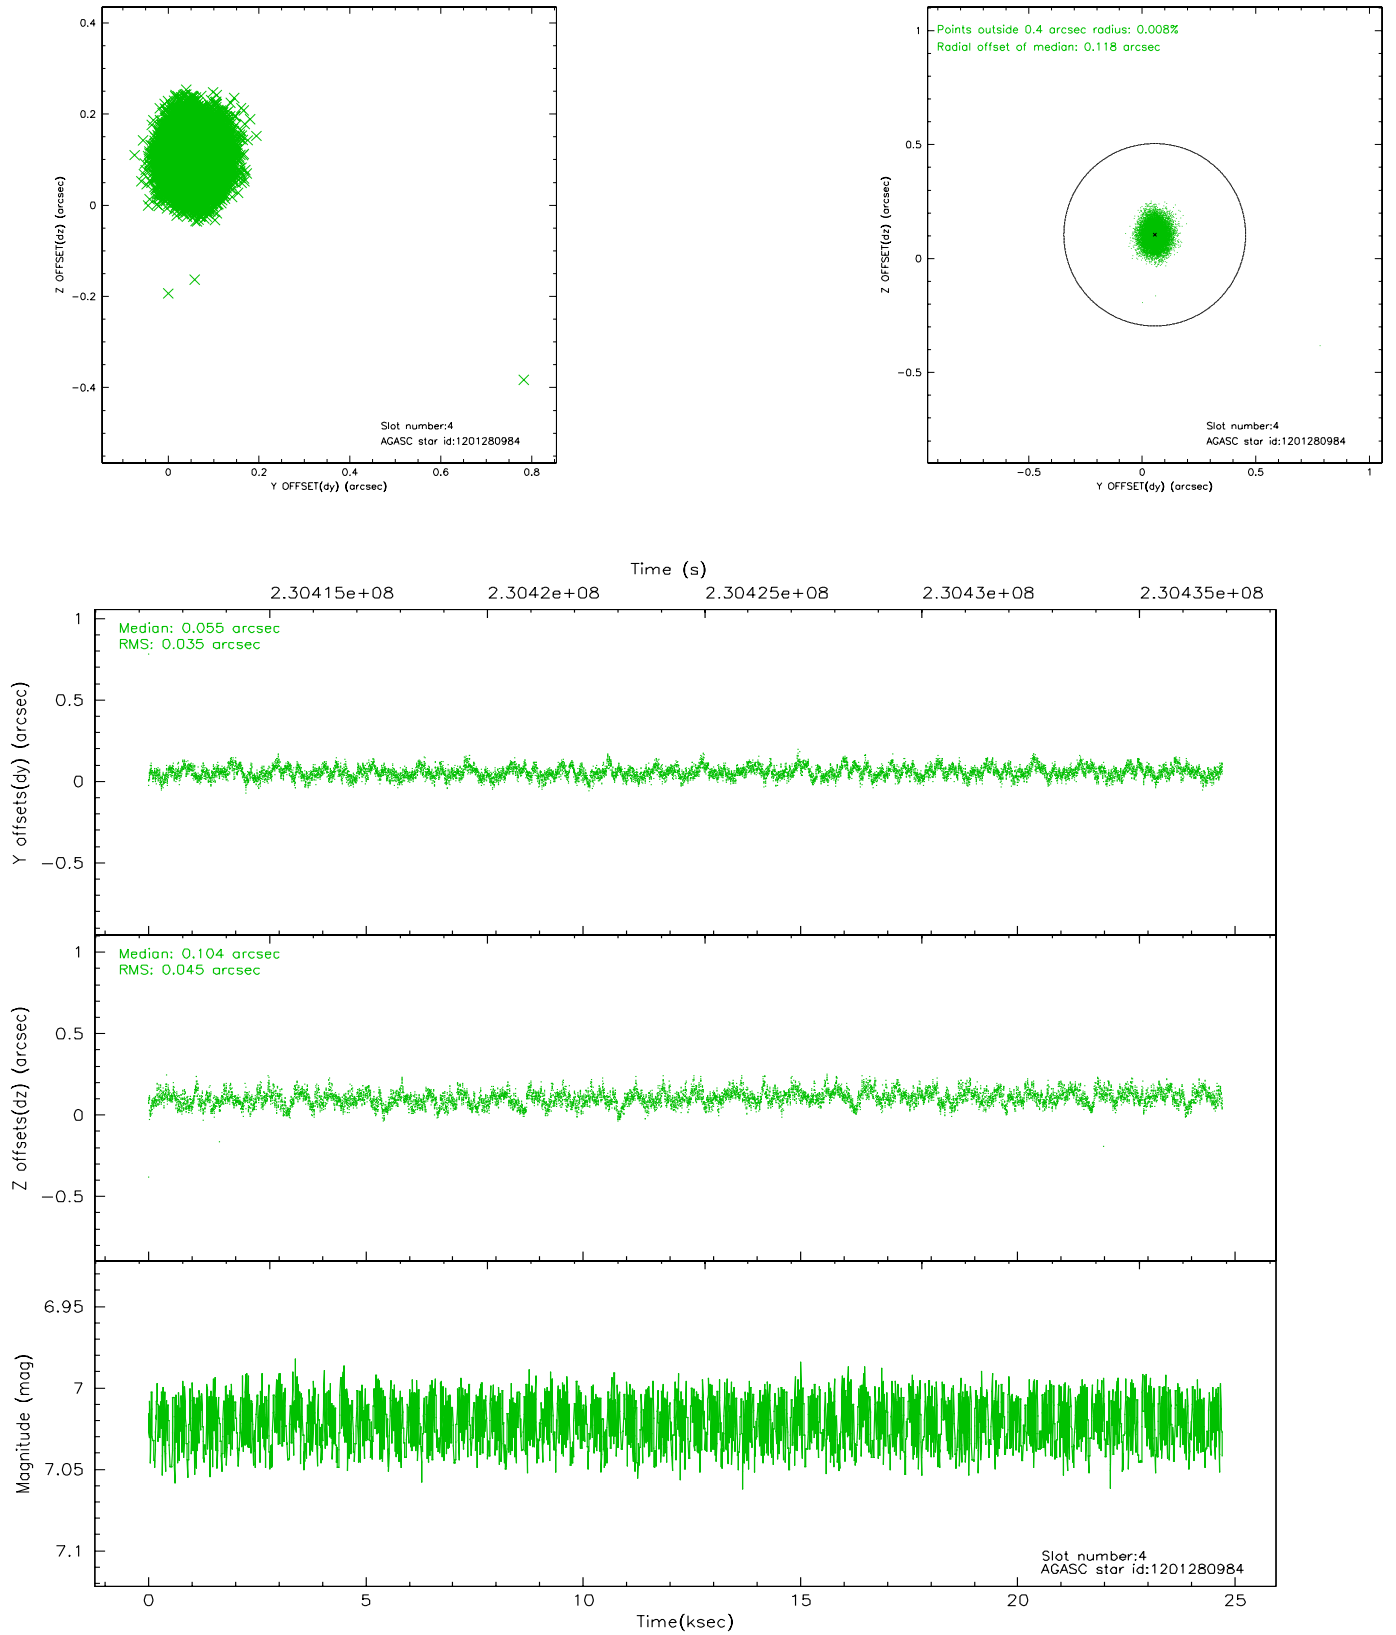 0.4
0.2
0
−0.2
−0.4
Z OFFSET(dz) (arcsec)
Slot number:4
AGASC star id:1201280984
0
0.2
0.4
0.6
0.8
Y OFFSET(dy) (arcsec)
Points outside 0.4 arcsec radius: 0.008%
Radial offset of median: 0.118 arcsec
1
0.5
0
−0.5
Z OFFSET(dz) (arcsec)
Slot number:4
AGASC star id:1201280984
−0.5
0
0.5
1
Y OFFSET(dy) (arcsec)
Time (s)
2.30415e+08
2.3042e+08
2.30425e+08
2.3043e+08
2.30435e+08
Median: 0.055 arcsec
RMS: 0.035 arcsec
1
0.5
0
−0.5
Y offsets(dy) (arcsec)
Median: 0.104 arcsec
RMS: 0.045 arcsec
1
0.5
0
−0.5
Z offsets(dz) (arcsec)
6.95
7
7.05
7.1
Magnitude (mag)
Slot number:4
AGASC star id:1201280984
0
5
10
15
20
25
Time(ksec)